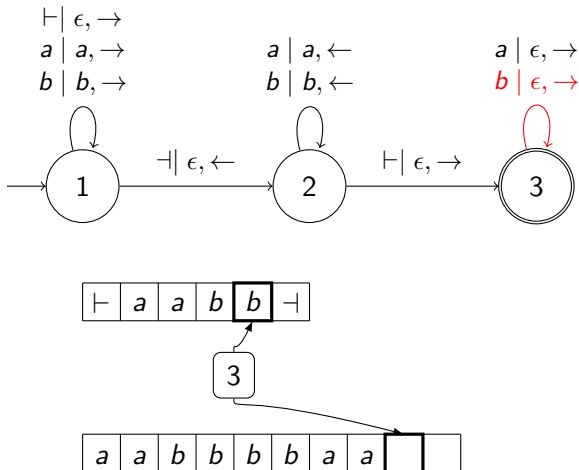 ⊢| ϵ, →
a | a, → a | a, ← a | ϵ, →
b | b, → b | b, ← b | ϵ, →
⊣| ϵ, ← ⊢| ϵ, →
1 2 3
⊢ a a b b ⊣
3
a a b b b b a a